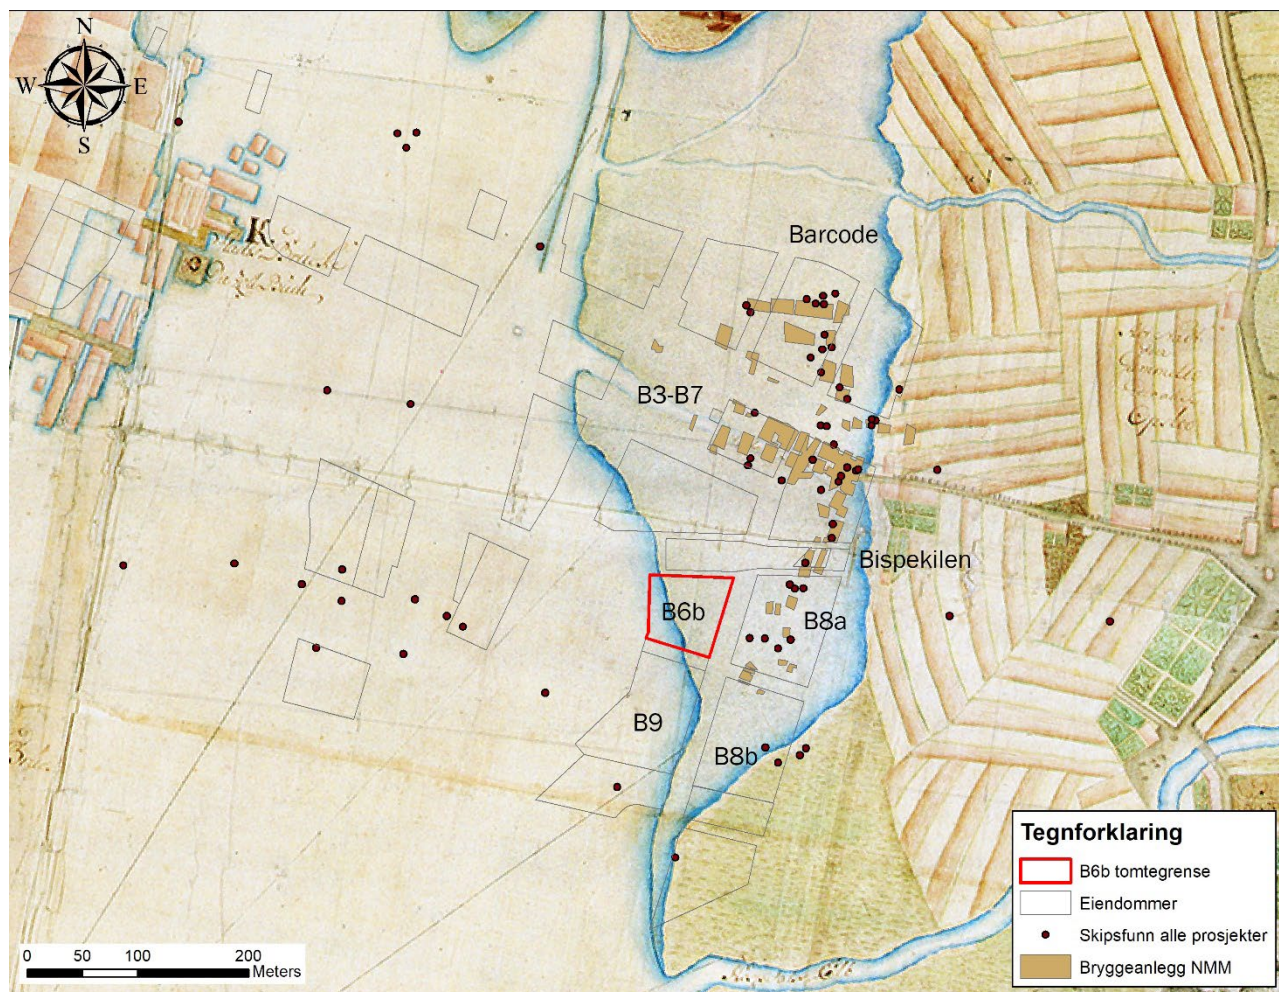 N
W E
S
K.
Barcode
B3-B7
Bispekilen
B6b
B8a
B9
B8b
Tegnforklaring
B6b tomtegrense
Eiendommer
Skipsfunn alle prosjekter
Bryggeanlegg NMM
0 50 100 200
Meters